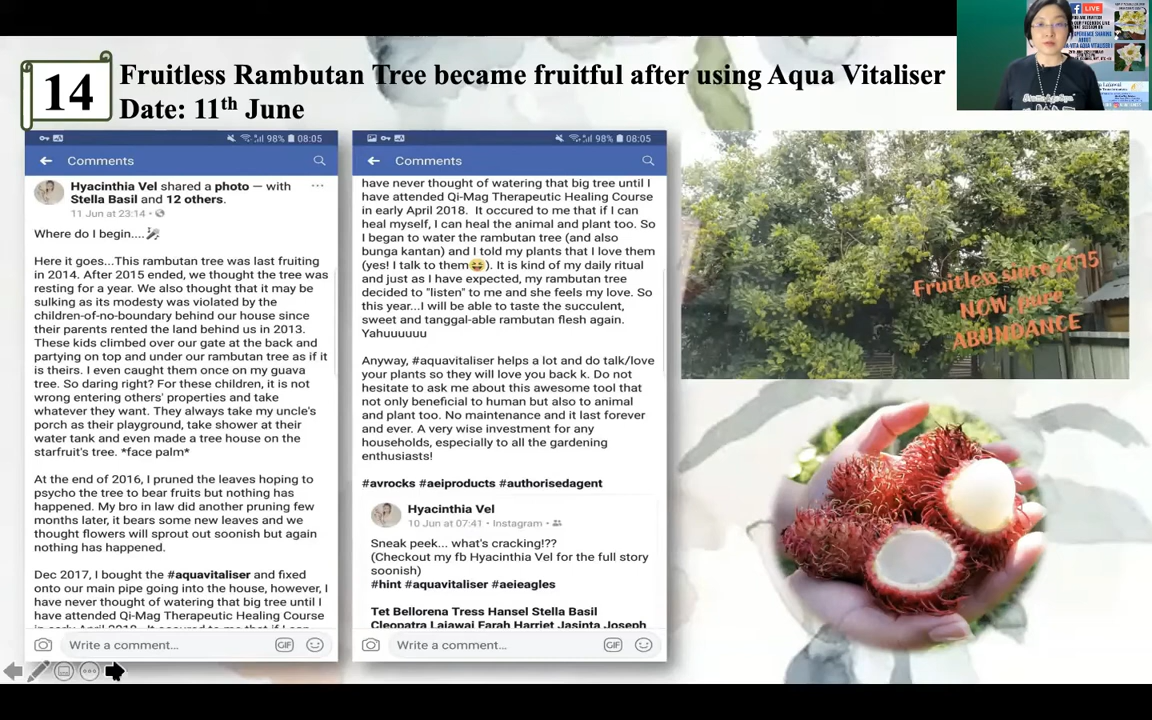 14
Fruitless Rambutan Tree became fruitful after using Aqua Vitaliser
Date: 11th June
98% 08:05
Comments
Hyacinthia Vel shared a photo — with
Stella Basil and 12 others.
11 Jun at 23:14 •
Where do I begin....🎤
Here it goes...This rambutan tree was last fruiting
in 2014. After 2015 ended, we thought the tree was
resting for a year. We also thought that it may be
sulking as its modesty was violated by the
children-of-no-boundary behind our house since
their parents rented the land behind us in 2013.
These kids climbed over our gate at the back and
partying on top and under our rambutan tree as if it
is theirs. I even caught them once on my guava
tree. So daring right? For these children, it is not
wrong entering others' properties and take
whatever they want. They always take my uncle's
porch as their playground, take shower at their
water tank and even made a tree house on the
starfruit's tree. *face palm*
At the end of 2016, I pruned the leaves hoping to
psycho the tree to bear fruits but nothing has
happened. My bro in law did another pruning few
months later, it bears some new leaves and we
thought flowers will sprout out soonish but again
nothing has happened.
Dec 2017, I bought the #aquavitaliser and fixed
onto our main pipe going into the house, however, I
have never thought of watering that big tree until I
have attended Qi-Mag Therapeutic Healing Course
Write a comment...
GIF
98% 08:05
Comments
have never thought of watering that big tree until I
have attended Qi-Mag Therapeutic Healing Course
in early April 2018. It occured to me that if I can
heal myself, I can heal the animal and plant too. So
I began to water the rambutan tree (and also
bunga kantan) and I told my plants that I love them
(yes! I talk to them😄). It is kind of my daily ritual
and just as I have expected, my rambutan tree
decided to "listen" to me and she feels my love. So
this year...I will be able to taste the succulent,
sweet and tanggal-able rambutan flesh again.
Yahuuuuuu
Anyway, #aquavitaliser helps a lot and do talk/love
your plants so they will love you back k. Do not
hesitate to ask me about this awesome tool that
not only beneficial to human but also to animal
and plant too. No maintenance and it last forever
and ever. A very wise investment for any
households, especially to all the gardening
enthusiasts!
#avrocks #aeiproducts #authorisedagent
Hyacinthia Vel
10 Jun at 07:41 • Instagram •
Sneak peek... what's cracking!??
(Checkout my fb Hyacinthia Vel for the full story
soonish)
#hint #aquavitaliser #aeieagles
Tet Bellorena Tress Hansel Stella Basil
Cleopatra Lajawai Farah Harriet Jasinta Joseph
Write a comment...
GIF
Fruitless since 2015
NOW, pure
ABUNDANCE
LIVE